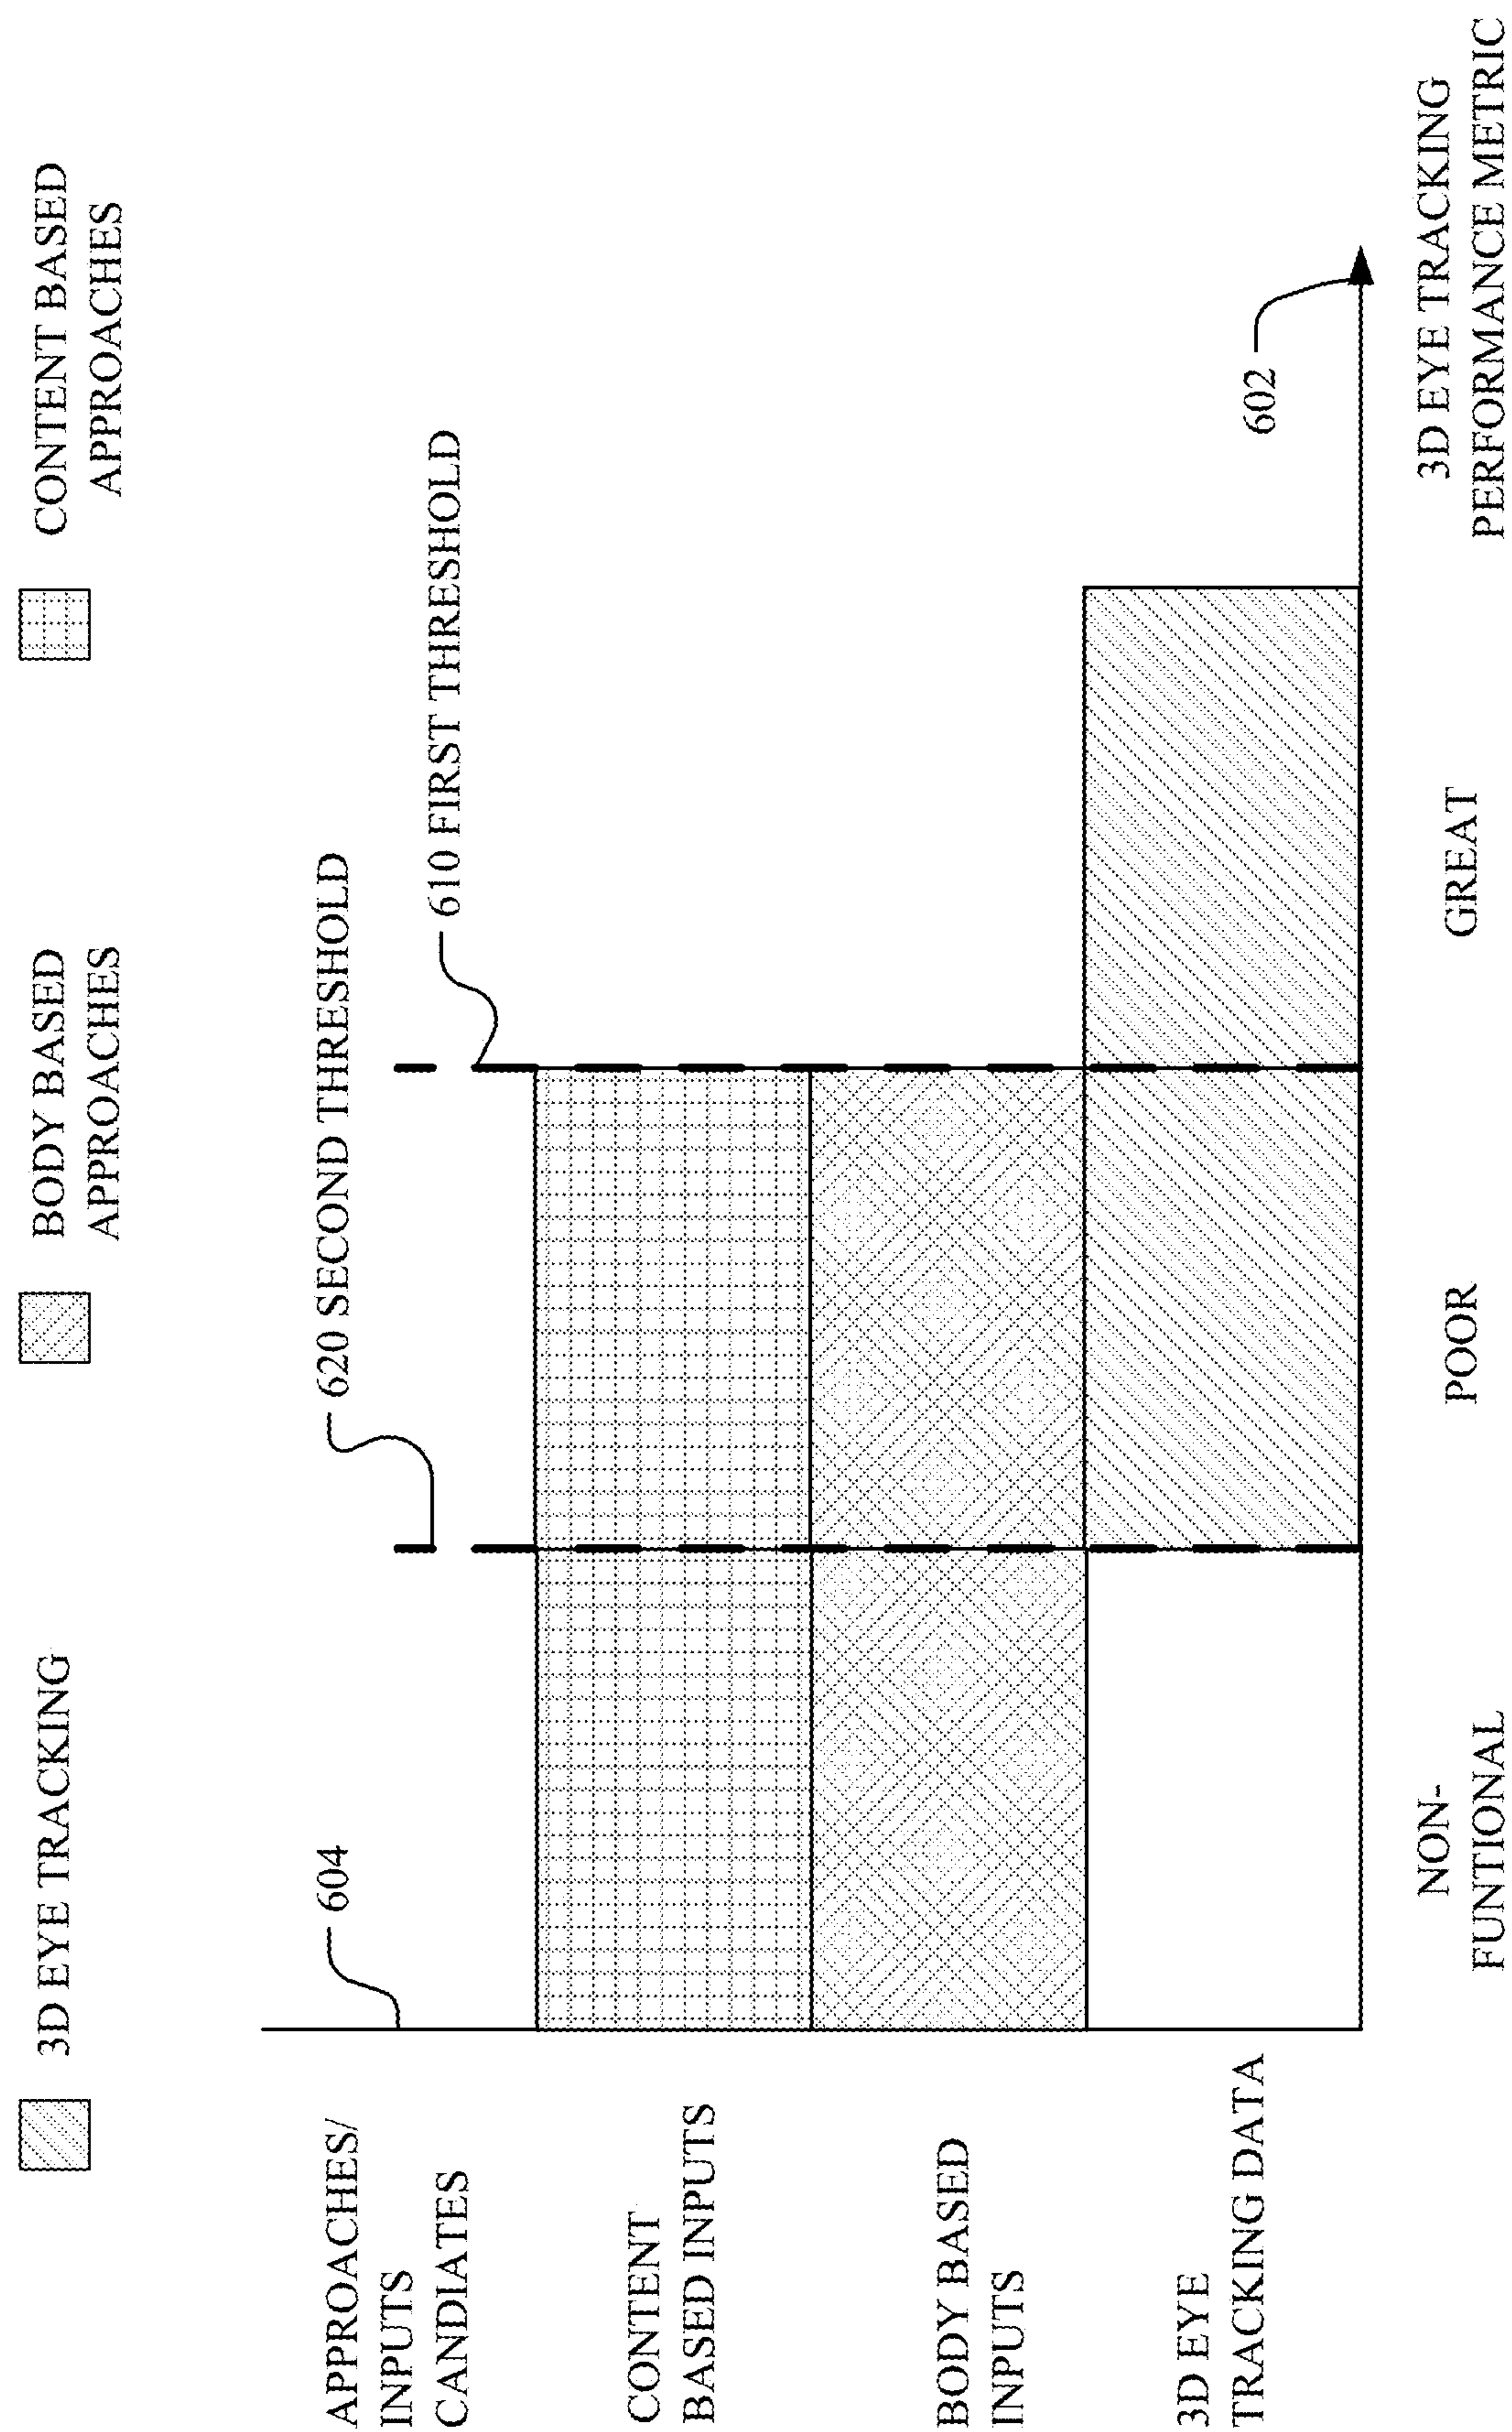 3D EYE TRACKING
BODY BASED
APPROACHES
CONTENT BASED
APPROACHES
APPROACHES/
INPUTS
CANDIATES
604
620 SECOND THRESHOLD
610 FIRST THRESHOLD
CONTENT
BASED INPUTS
BODY BASED
INPUTS
3D EYE
TRACKING DATA
602
NON-
FUNTIONAL
POOR
GREAT
3D EYE TRACKING
PERFORMANCE METRIC